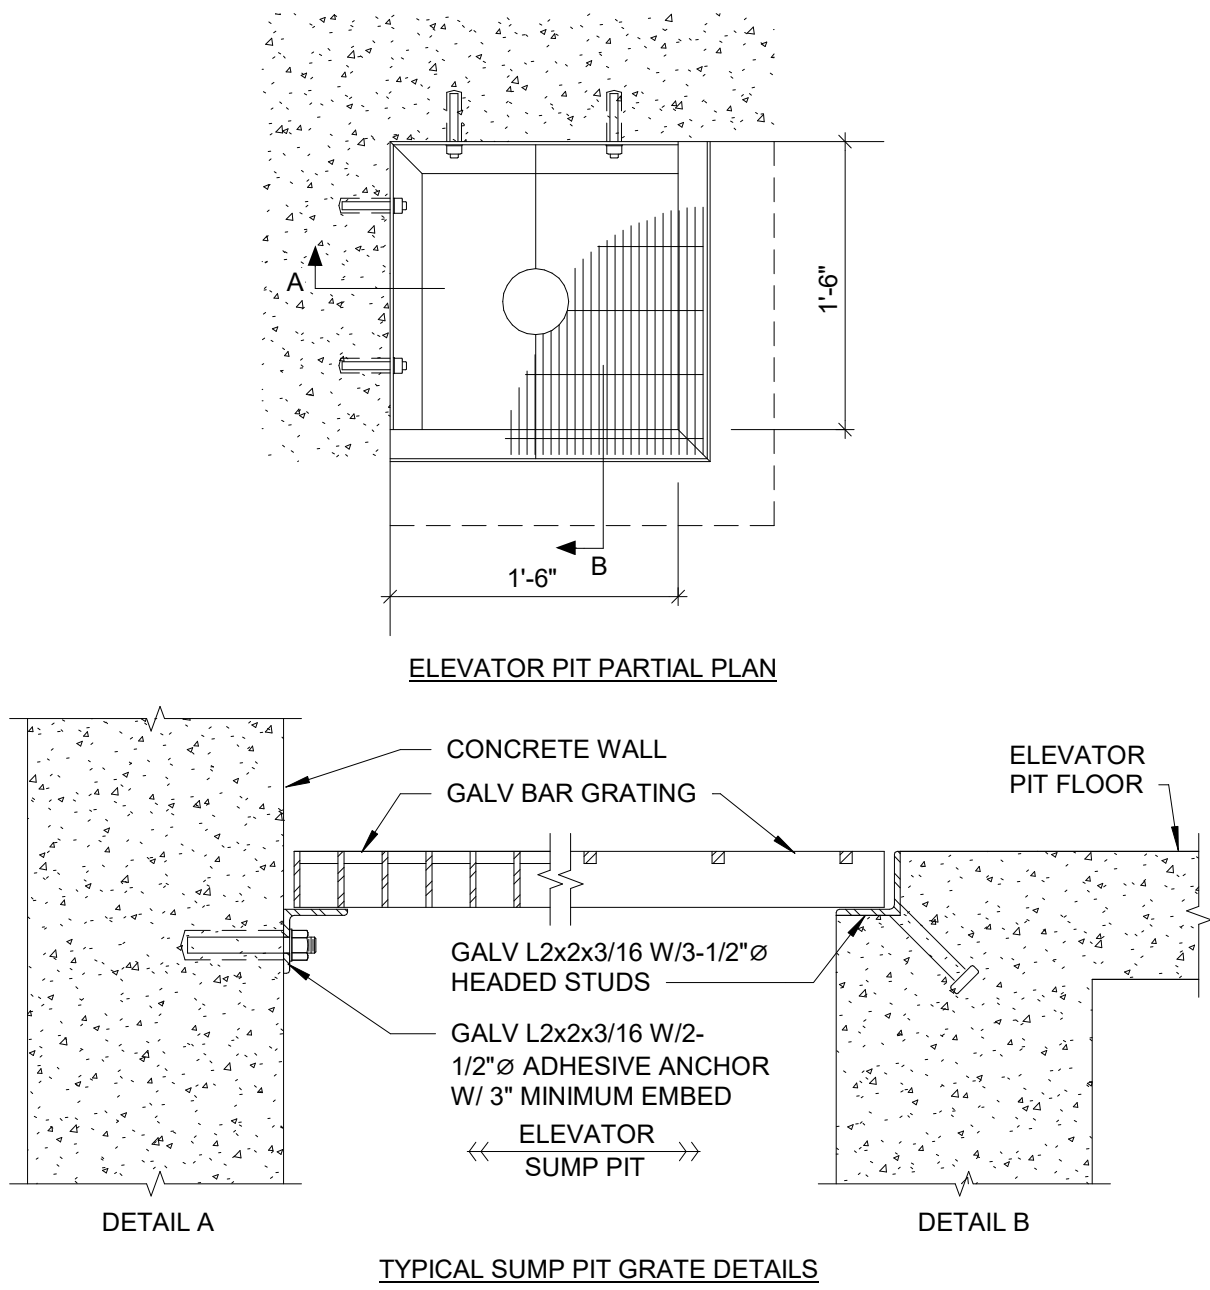 A
1'-6"
B
1'-6"
ELEVATOR PIT PARTIAL PLAN
CONCRETE WALL
GALV BAR GRATING
ELEVATOR
PIT FLOOR
GALV L2x2x3/16 W/3-1/2"Ø
HEADED STUDS
GALV L2x2x3/16 W/2-
1/2"Ø ADHESIVE ANCHOR
W/ 3" MINIMUM EMBED
ELEVATOR
SUMP PIT
DETAIL A
DETAIL B
TYPICAL SUMP PIT GRATE DETAILS